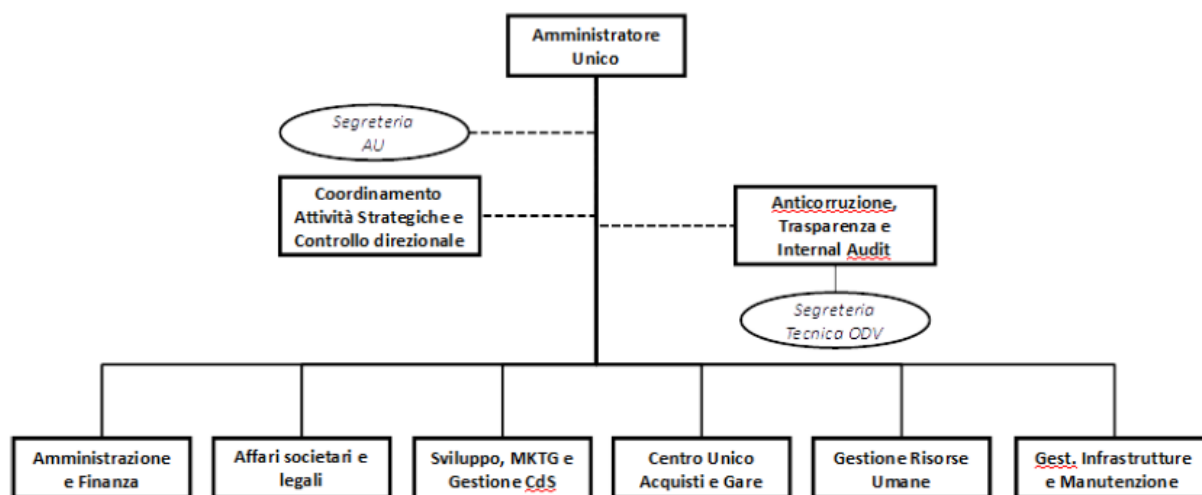 Amministratore
Unico
Segreteria
AU
Coordinamento
Attività Strategiche e
Controllo direzionale
Anticorruzione,
Trasparenza e
Internal Audit
Segreteria
Tecnica ODV
Amministrazione
e Finanza
Affari societari e
legali
Sviluppo, MKTG e
Gestione CdS
Centro Unico
Acquisti e Gare
Gestione Risorse
Umane
Gest. Infrastrutture
e Manutenzione